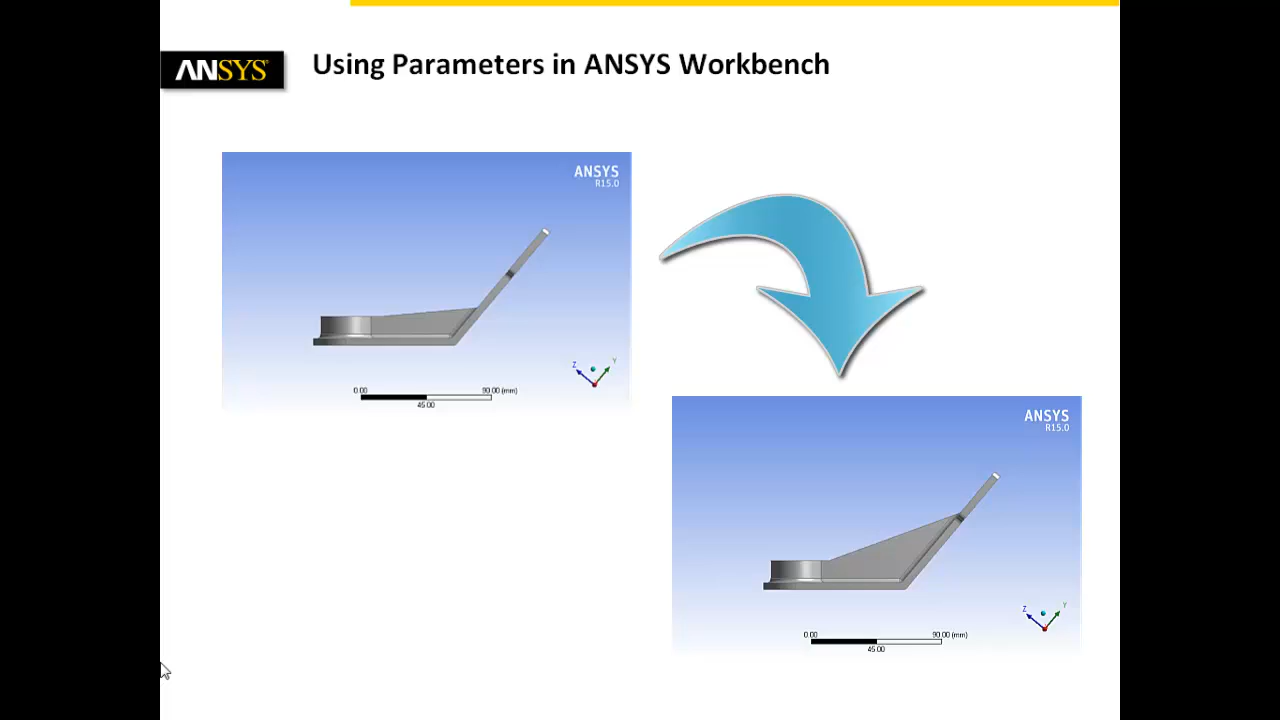 ANSYS
Using Parameters in ANSYS Workbench
ANSYS
R15.0
Z
Y
0.00
90.00 (mm)
45.00
ANSYS
R15.0
Z
Y
0.00
90.00 (mm)
45.00